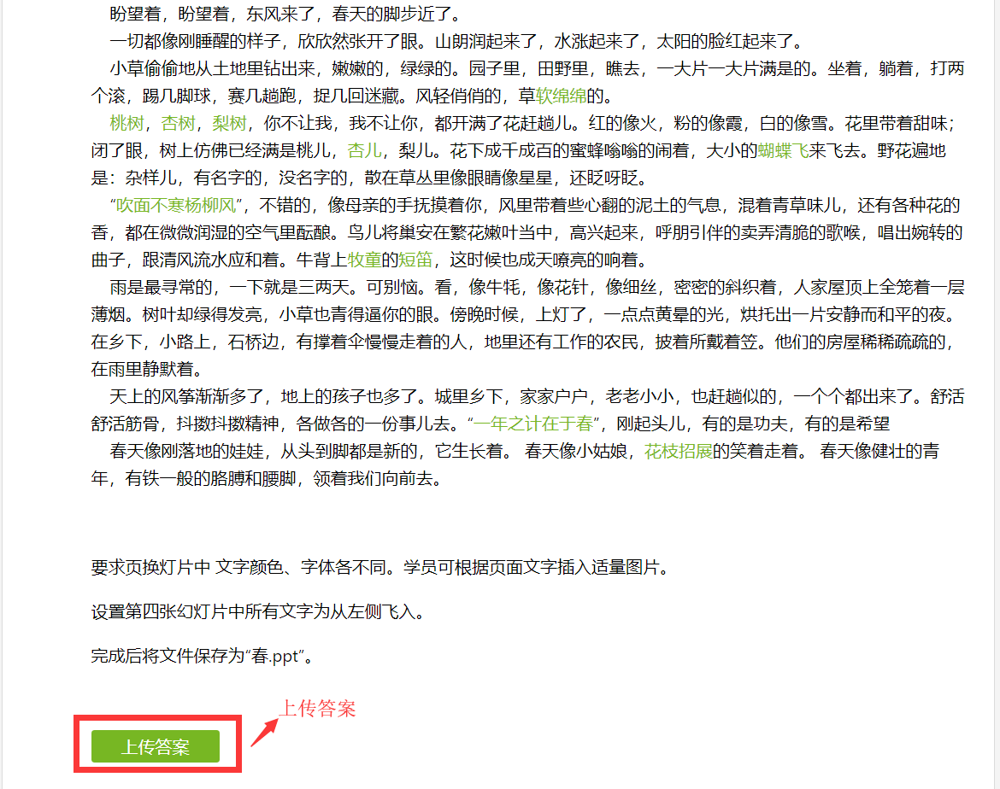 盼望着，盼望着，东风来了，春天的脚步近了。
一切都像刚睡醒的样子，欣欣然张开了眼。山朗润起来了，水涨起来了，太阳的脸红起来了。
小草偷偷地从土地里钻出来，嫩嫩的，绿绿的。园子里，田野里，瞧去，一大片一大片满是的。坐着，躺着，打两
个滚，踢几脚球，赛几趟跑，捉几回迷藏。风轻俏俏的，草软绵绵的。
桃树，杏树，梨树，你不让我，我不让你，都开满了花赶趟儿。红的像火，粉的像霞，白的像雪。花里带着甜味；
闭了眼，树上仿佛已经满是桃儿，杏儿，梨儿。花下成千成百的蜜蜂嗡嗡的闹着，大小的蝴蝶飞来飞去。野花遍地
是：杂样儿，有名字的，没名字的，散在草丛里像眼睛像星星，还眨呀眨。
“吹面不寒杨柳风”，不错的，像母亲的手抚摸着你，风里带着些心翻的泥土的气息，混着青草味儿，还有各种花的
香，都在微微润湿的空气里酝酿。鸟儿将巢安在繁花嫩叶当中，高兴起来，呼朋引伴的卖弄清脆的歌喉，唱出婉转的
曲子，跟清风流水应和着。牛背上牧童的短笛，这时候也成天嘹亮的响着。
雨是最寻常的，一下就是三两天。可别恼。看，像牛牦，像花针，像细丝，密密的斜织着，人家屋顶上全笼着一层
薄烟。树叶却绿得发亮，小草也青得逼你的眼。傍晚时候，上灯了，一点点黄晕的光，烘托出一片安静而和平的夜。
在乡下，小路上，石桥边，有撑着伞慢慢走着的人，地里还有工作的农民，披着所戴着笠。他们的房屋稀稀疏疏的，
在雨里静默着。
天上的风筝渐渐多了，地上的孩子也多了。城里乡下，家家户户，老老小小，也赶趟似的，一个个都出来了。舒活
舒活筋骨，抖擞抖擞精神，各做各的一份事儿去。“一年之计在于春”，刚起头儿，有的是功夫，有的是希望
春天像刚落地的娃娃，从头到脚都是新的，它生长着。 春天像小姑娘，花枝招展的笑着走着。 春天像健壮的青
年，有铁一般的胳膊和腰脚，领着我们向前去。
要求页换灯片中 文字颜色、字体各不同。学员可根据页面文字插入适量图片。
设置第四张幻灯片中所有文字为从左侧飞入。
完成后将文件保存为“春.ppt”。
上传答案
上传答案